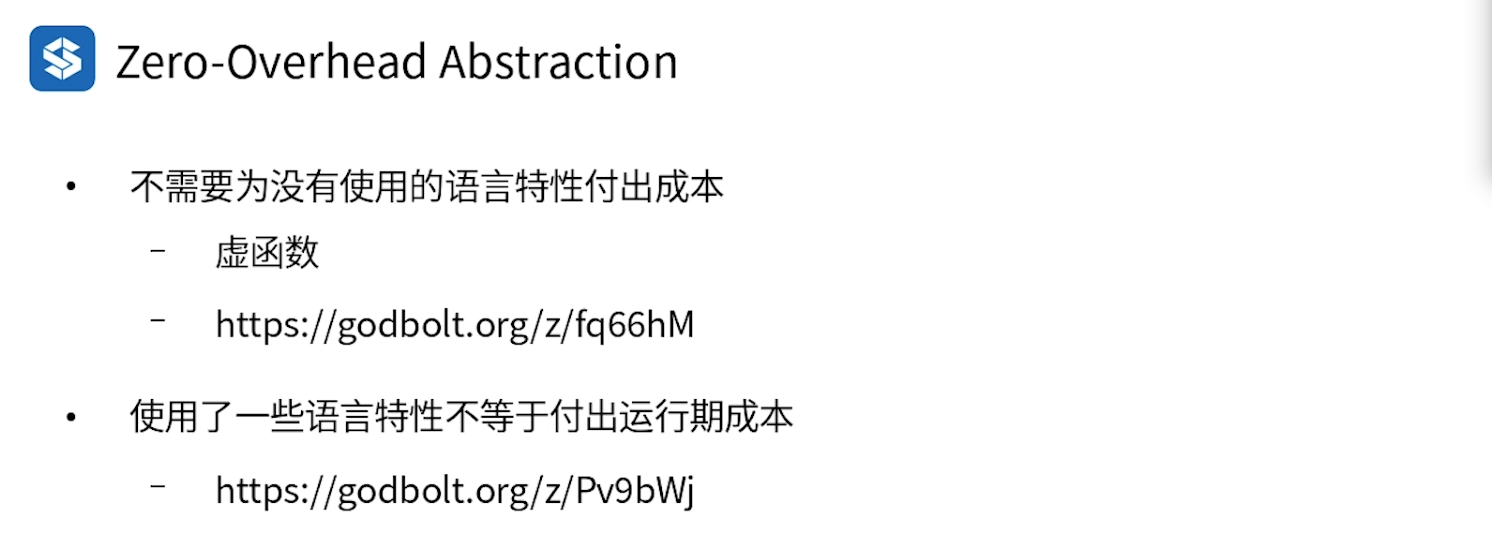 Zero-Overhead Abstraction
• 不需要为没有使用的语言特性付出成本
– 虚函数
– https://godbolt.org/z/fq66hM
• 使用了一些语言特性不等于付出运行期成本
– https://godbolt.org/z/Pv9bWj